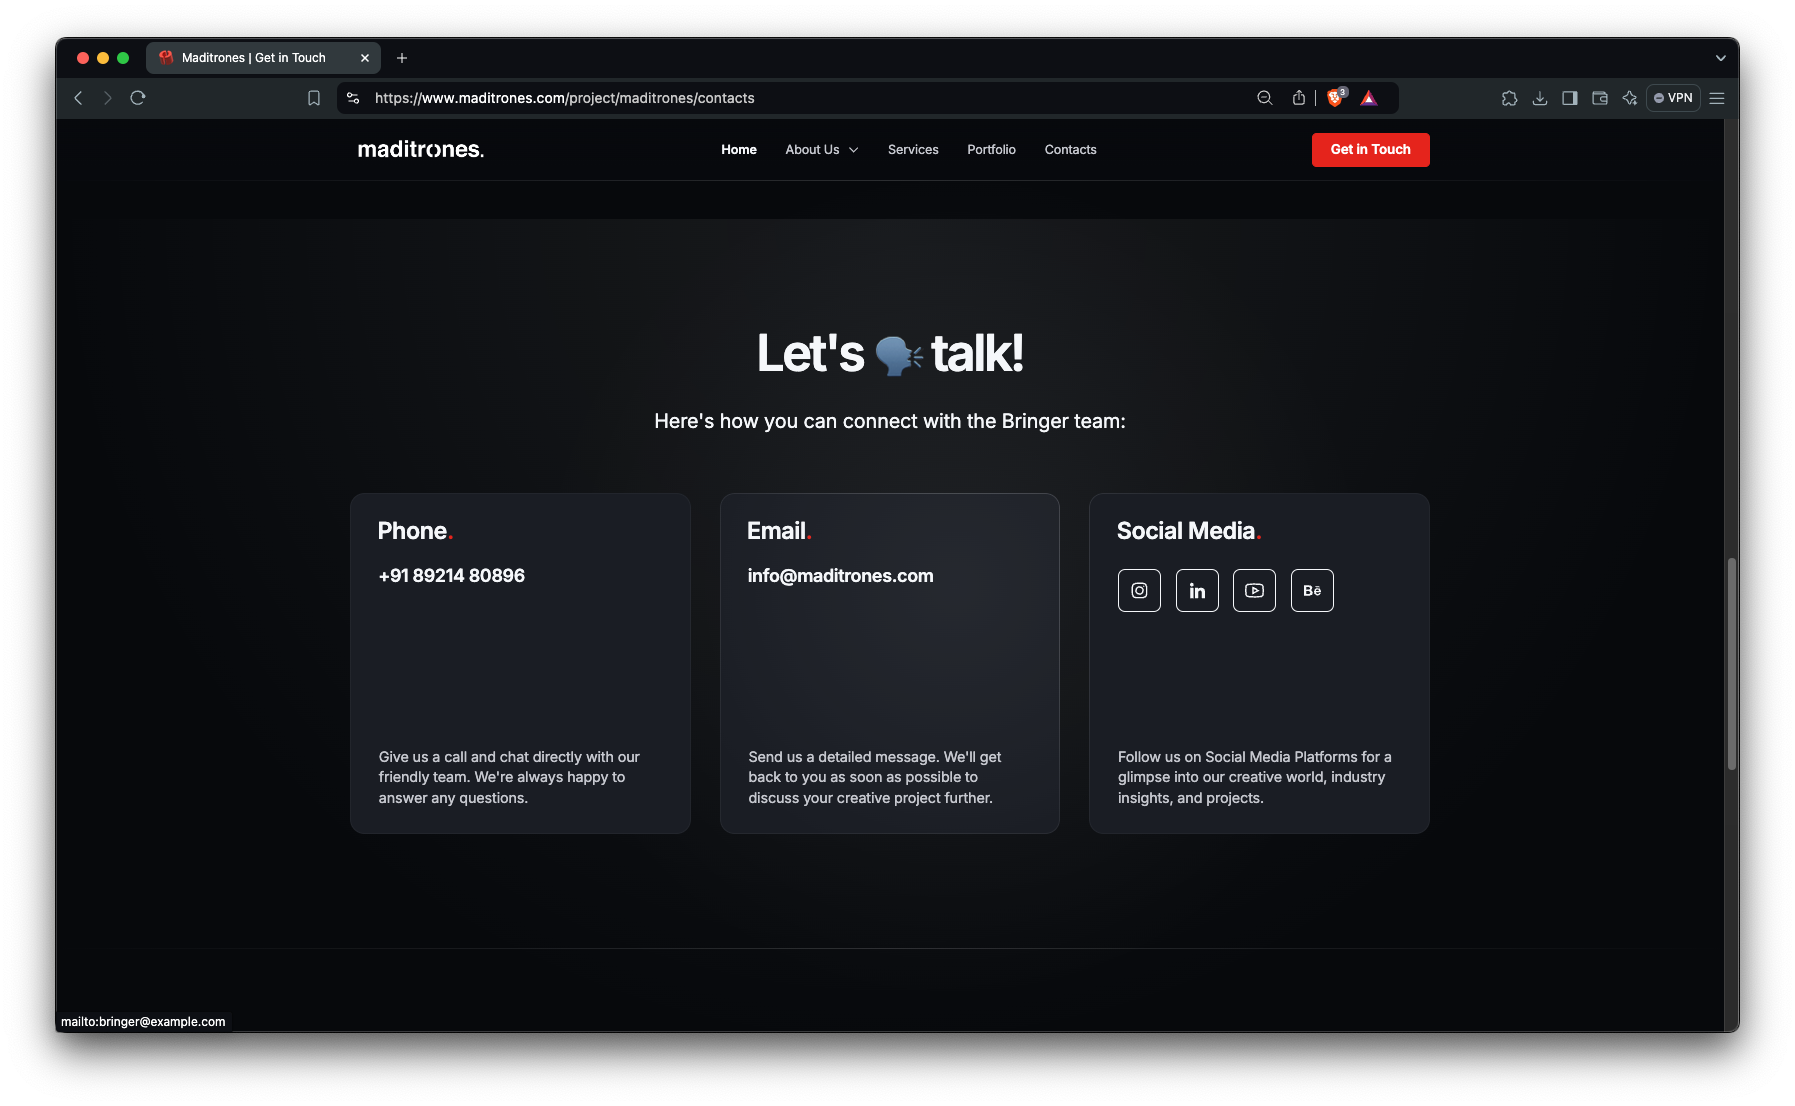 Maditrones | Get in Touch
https://www.maditrones.com/project/maditrones/contacts
3
VPN
maditrones.
Home About Us Services Portfolio Contacts
Get in Touch
Let's 🗣 talk!
Here's how you can connect with the Bringer team:
Phone.
+91 89214 80896
Give us a call and chat directly with our
friendly team. We're always happy to
answer any questions.
Email.
info@maditrones.com
Send us a detailed message. We'll get
back to you as soon as possible to
discuss your creative project further.
Social Media.
in
Bē
Follow us on Social Media Platforms for a
glimpse into our creative world, industry
insights, and projects.
mailto:bringer@example.com